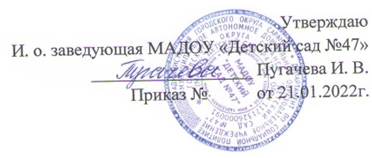 Утверждаю
И. о. заведующая МАДОУ «Детский сад №47»
Пугачева И. В.
Приказ № от 21.01.2022г.